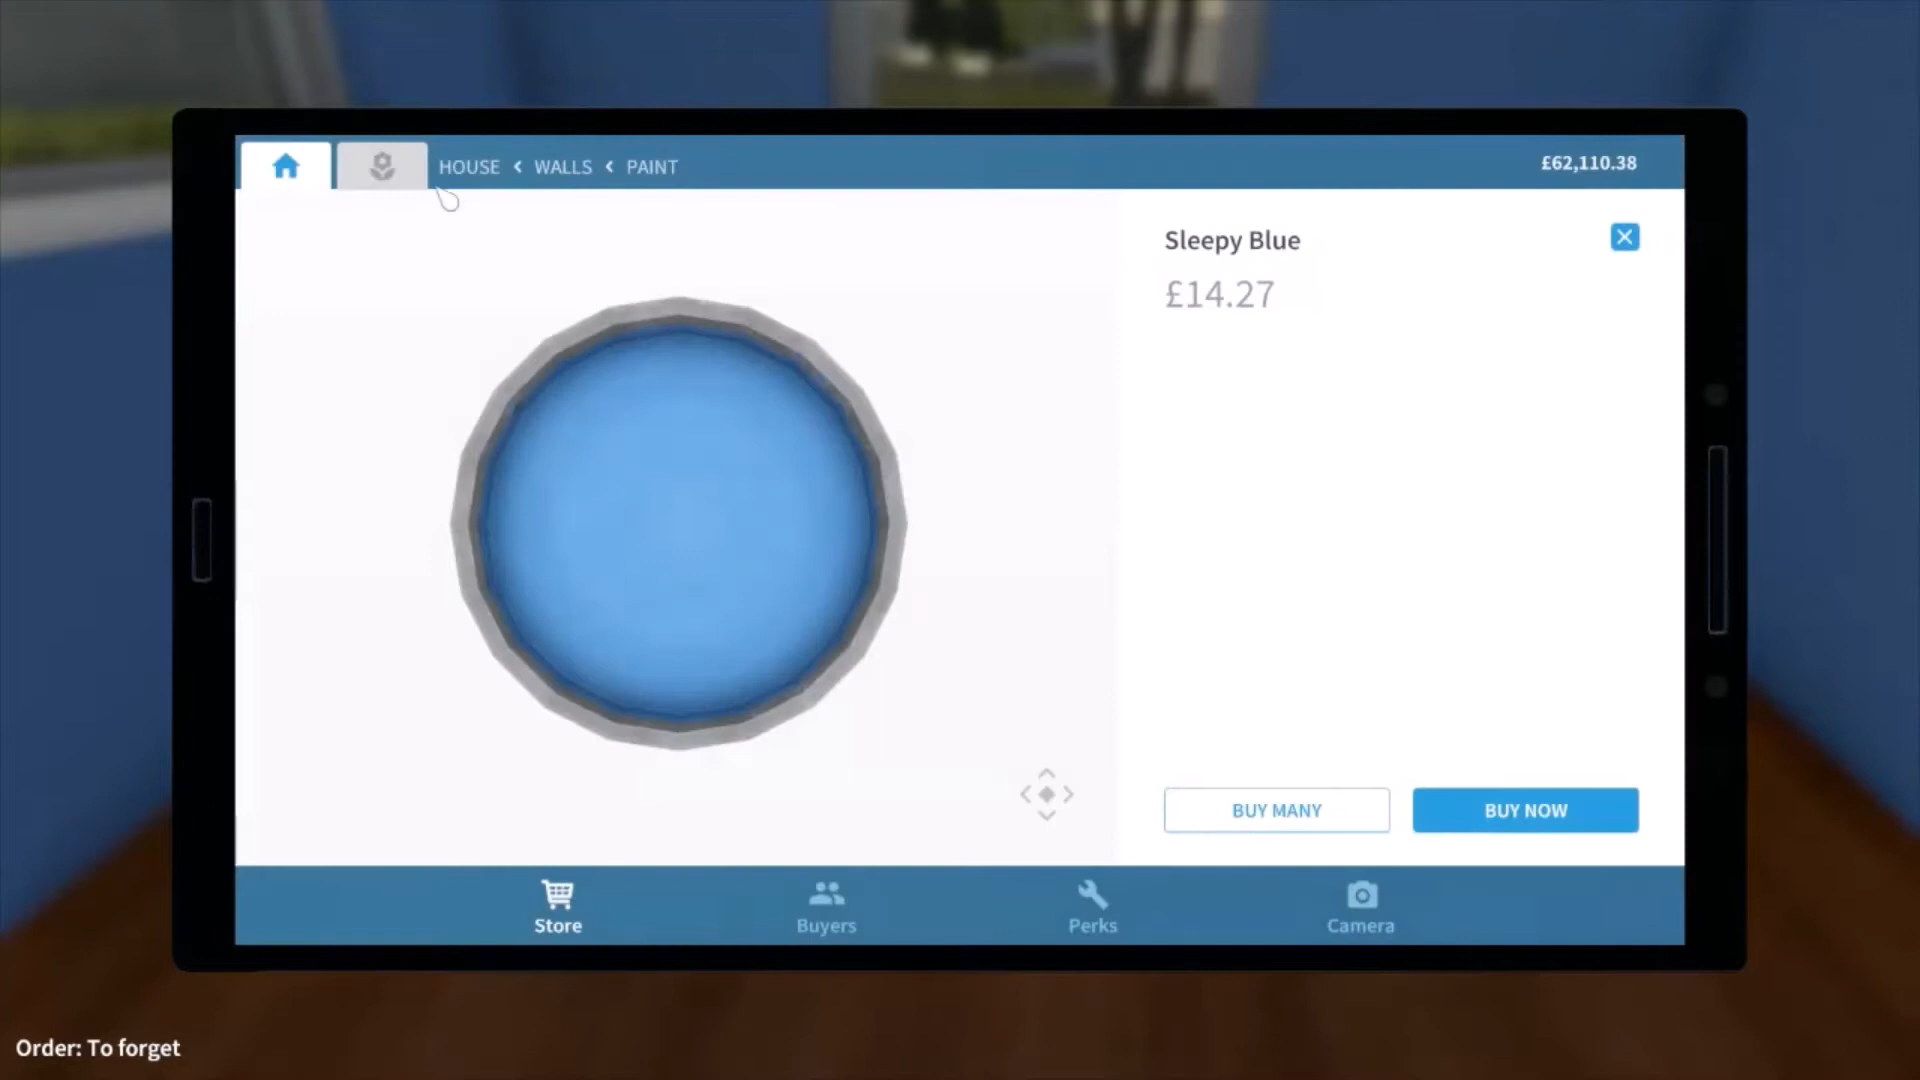 HOUSE < WALLS < PAINT
£62,110.38
Sleepy Blue
£14.27
BUY MANY
BUY NOW
Store
Buyers
Perks
Camera
Order: To forget